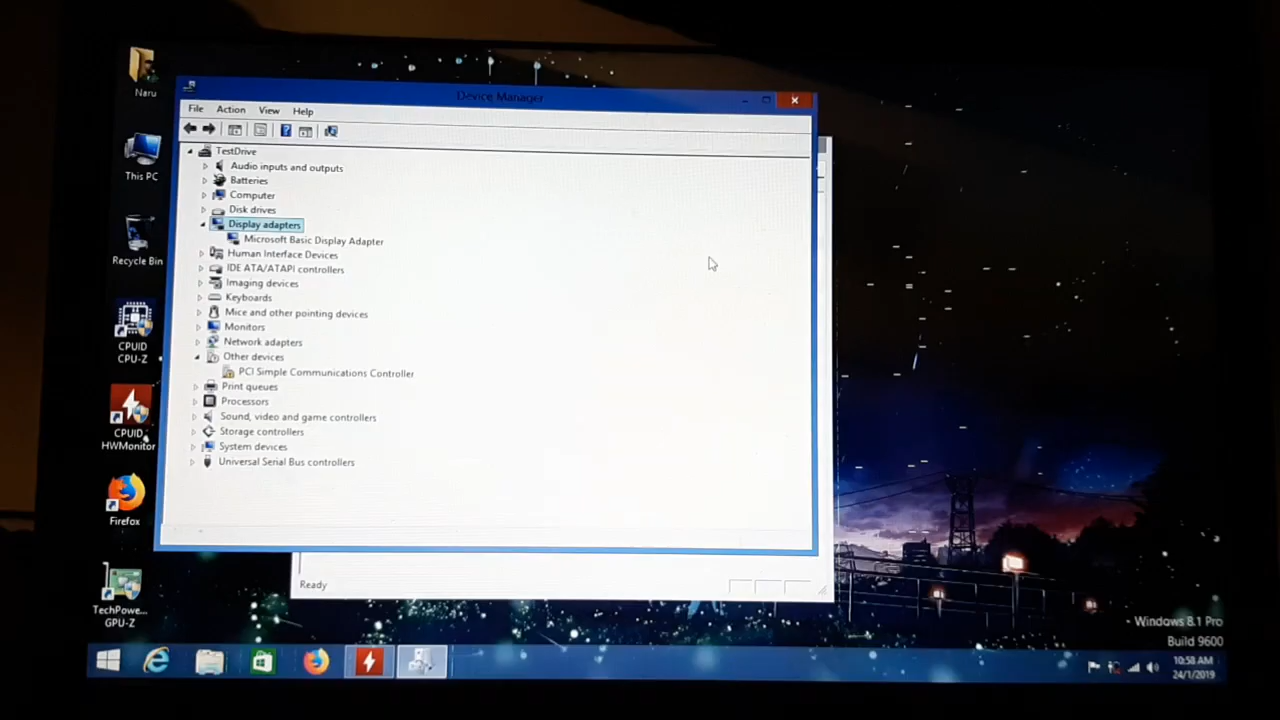 Naru
This PC
Recycle Bin
CPUID
CPU-Z
CPUID
HWMonitor
Firefox
TechPowe...
GPU-Z
Device Manager
File Action View Help
TestDrive
Audio inputs and outputs
Batteries
Computer
Disk drives
Display adapters
Microsoft Basic Display Adapter
Human Interface Devices
IDE ATA/ATAPI controllers
Imaging devices
Keyboards
Mice and other pointing devices
Monitors
Network adapters
Other devices
PCI Simple Communications Controller
Print queues
Processors
Sound, video and game controllers
Storage controllers
System devices
Universal Serial Bus controllers
Ready
Windows 8.1 Pro
Build 9600
10:58 AM
24/1/2019